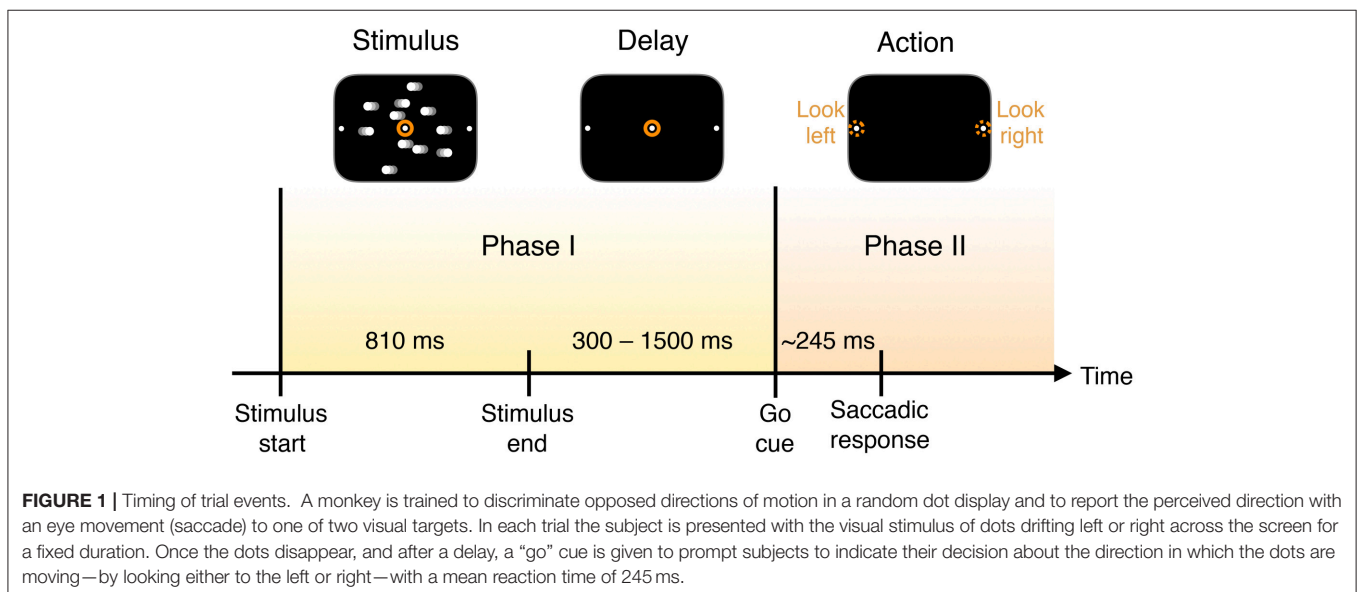 Stimulus Delay Action
Look left
Look right
Phase I Phase II
810 ms 300 – 1500 ms ~245 ms
Time
Stimulus start
Stimulus end
Go cue
Saccadic response
FIGURE 1 | Timing of trial events. A monkey is trained to discriminate opposed directions of motion in a random dot display and to report the perceived direction with
an eye movement (saccade) to one of two visual targets. In each trial the subject is presented with the visual stimulus of dots drifting left or right across the screen for
a fixed duration. Once the dots disappear, and after a delay, a “go” cue is given to prompt subjects to indicate their decision about the direction in which the dots are
moving—by looking either to the left or right—with a mean reaction time of 245 ms.